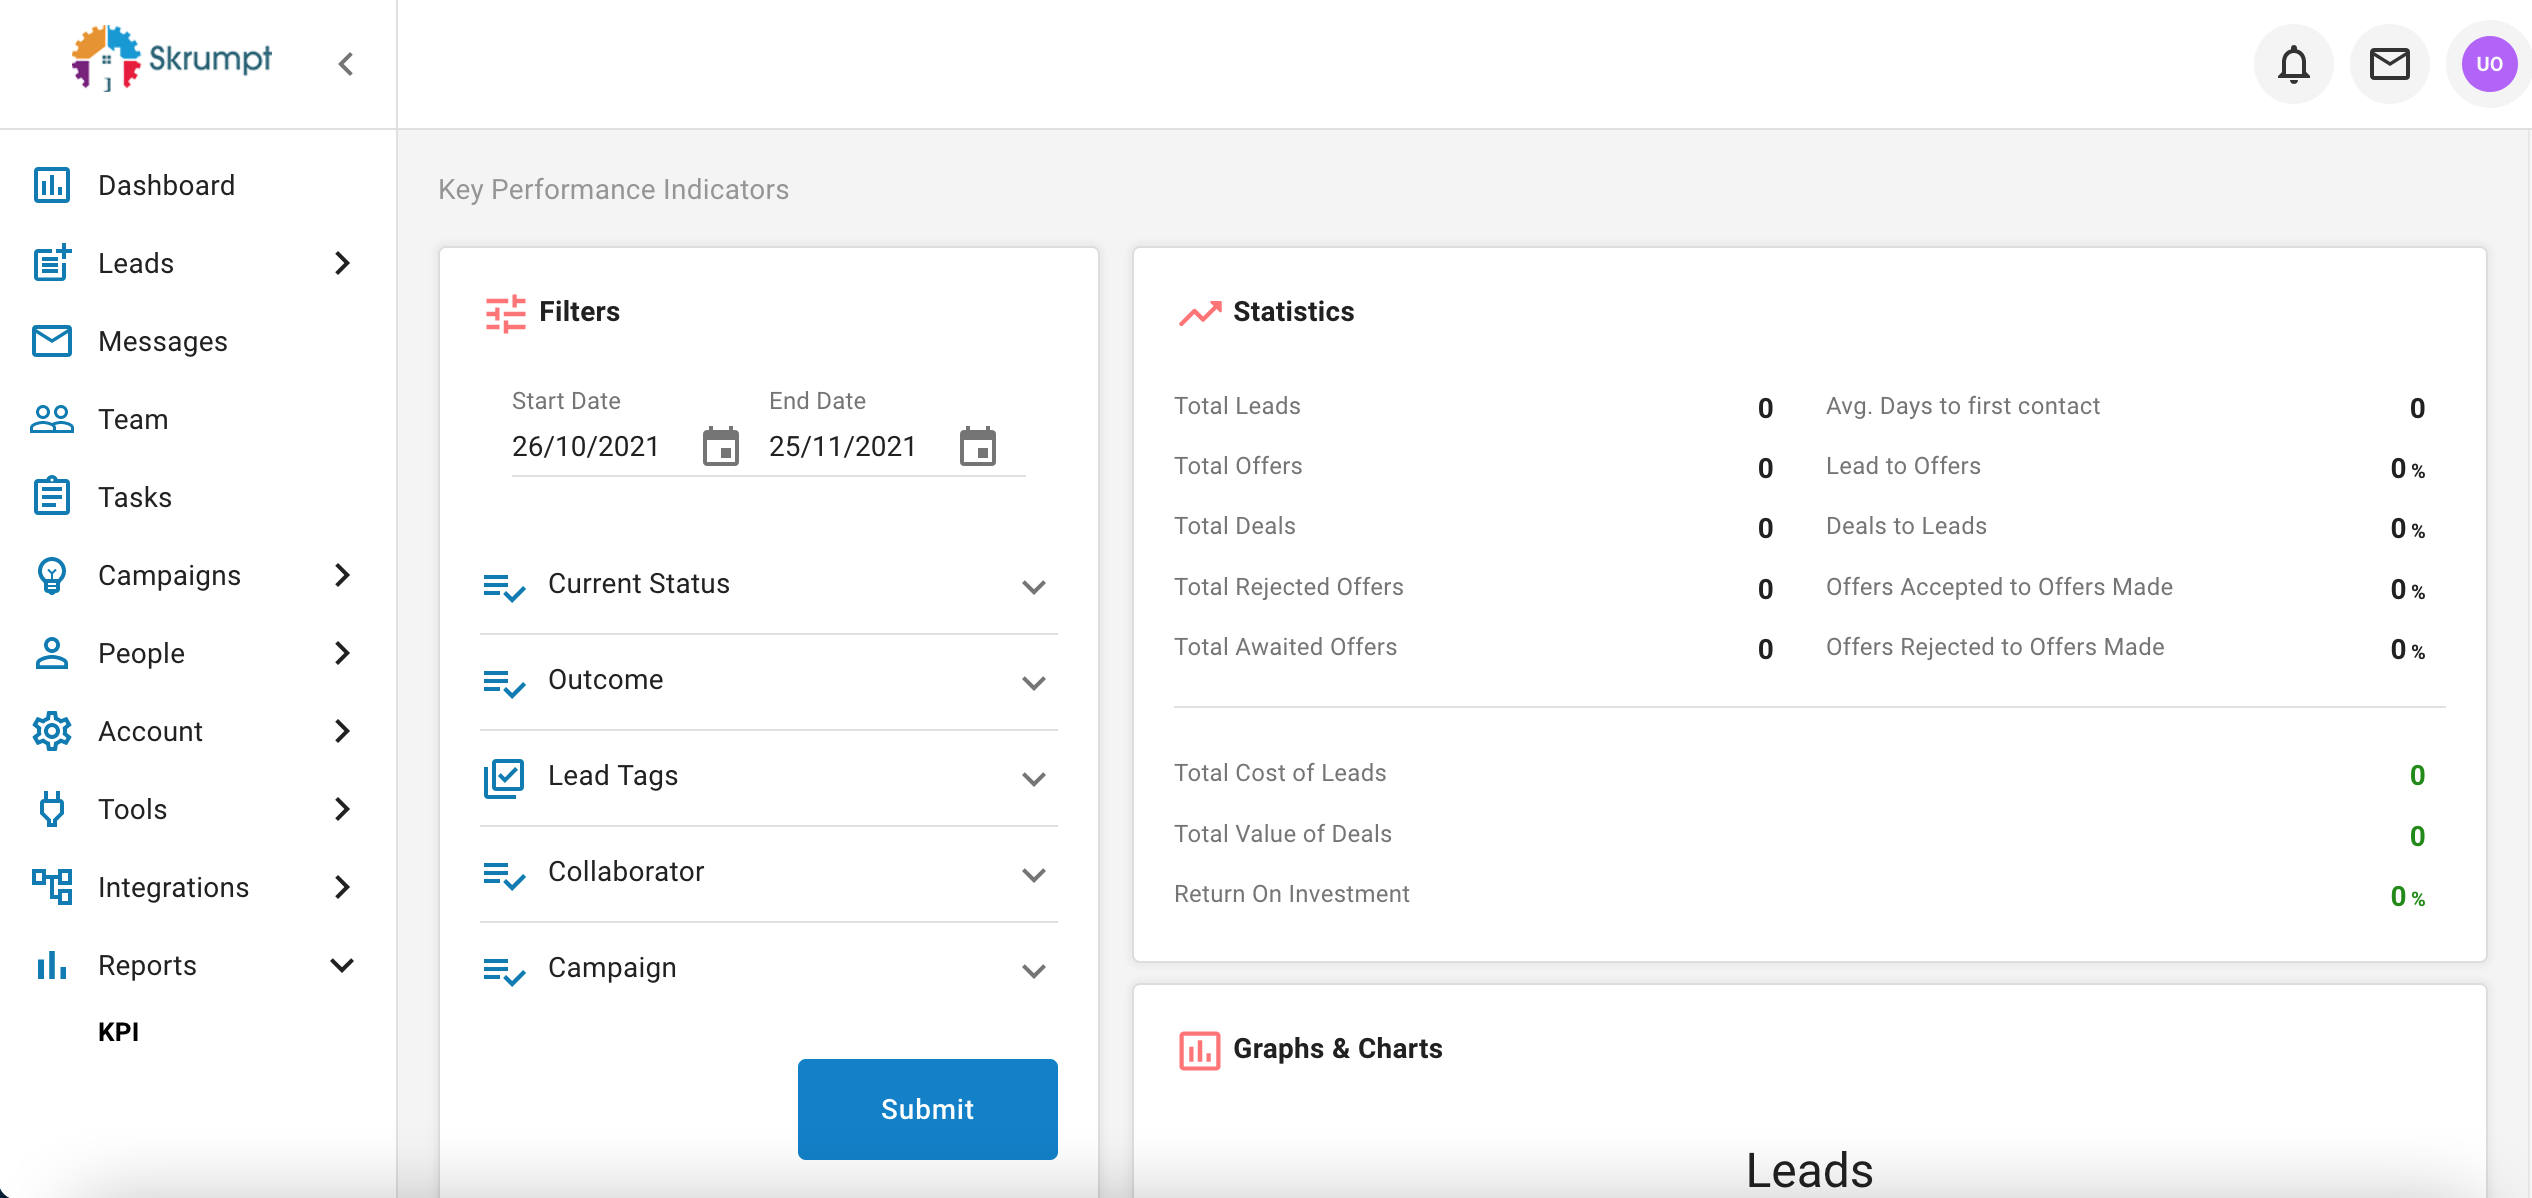 Skrumpt
UO
Dashboard
Leads
Messages
Team
Tasks
Campaigns
People
Account
Tools
Integrations
Reports
KPI
Key Performance Indicators
Filters
Start Date End Date
26/10/2021 25/11/2021
Current Status
Outcome
Lead Tags
Collaborator
Campaign
Submit
Statistics
Total Leads 0 Avg. Days to first contact 0
Total Offers 0 Lead to Offers 0 %
Total Deals 0 Deals to Leads 0 %
Total Rejected Offers 0 Offers Accepted to Offers Made 0 %
Total Awaited Offers 0 Offers Rejected to Offers Made 0 %
Total Cost of Leads 0
Total Value of Deals 0
Return On Investment 0 %
Graphs & Charts
Leads